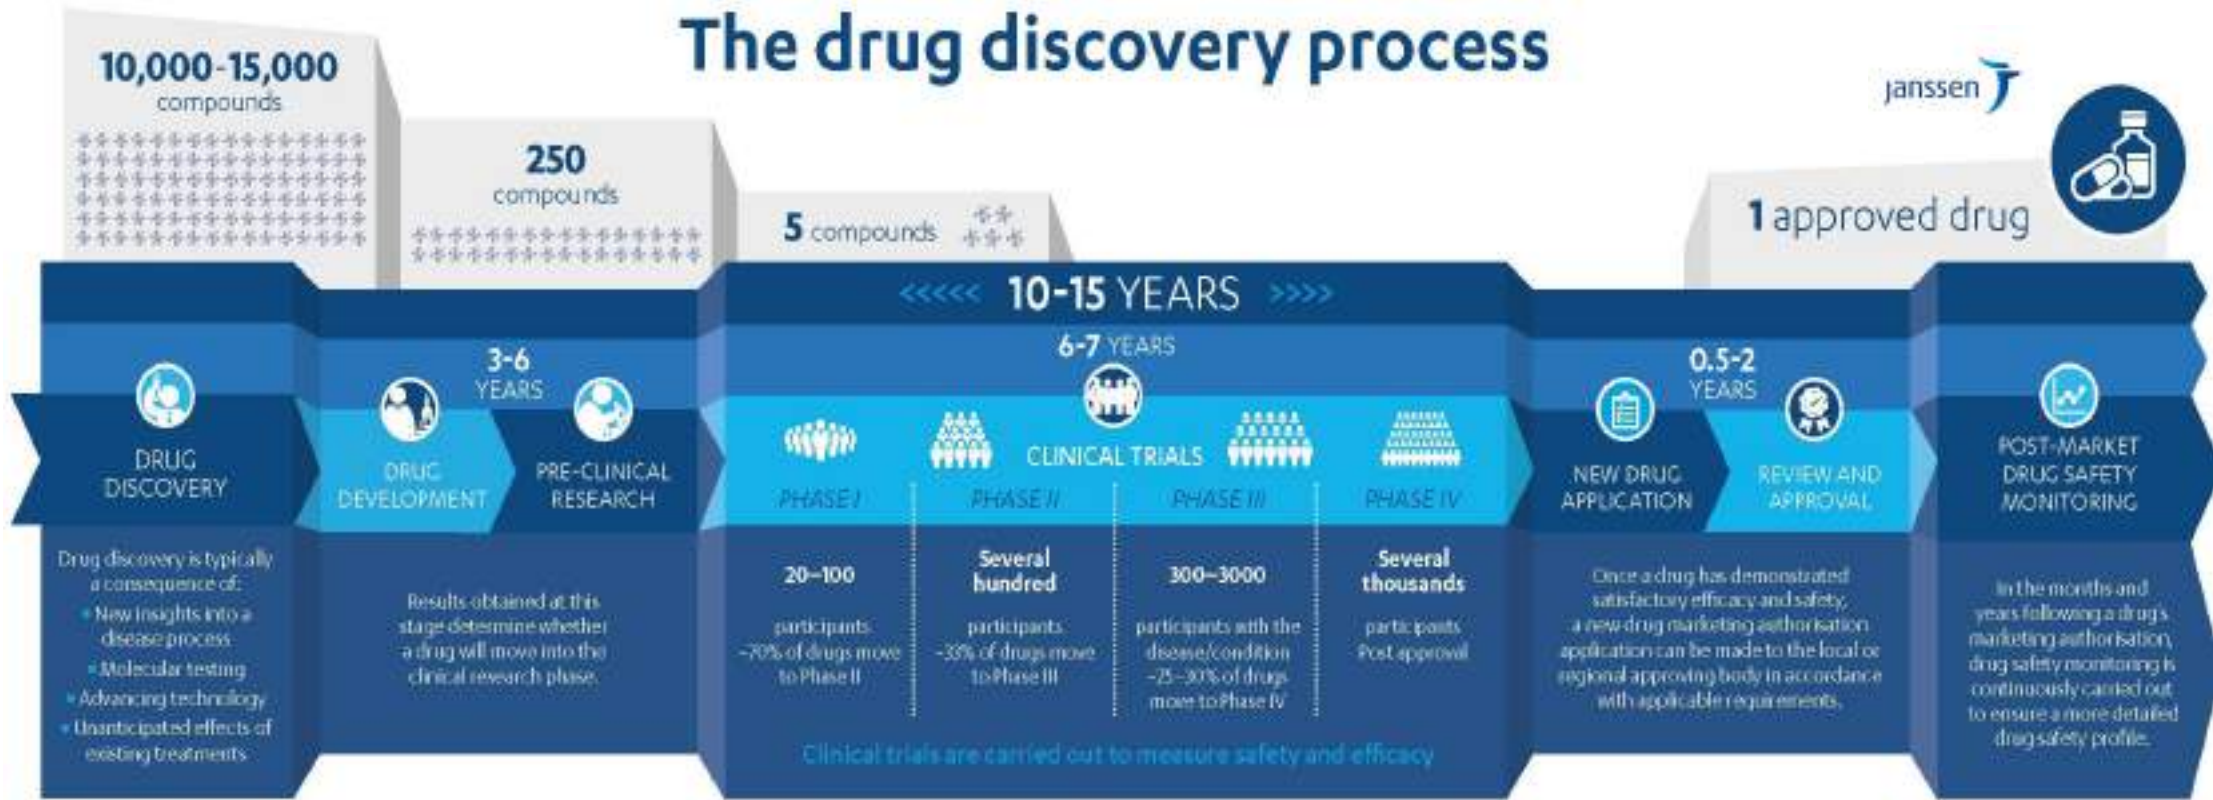 The drug discovery process
janssen
10,000-15,000
compounds
250
compounds
5 compounds
1 approved drug
<<<<< 10-15 YEARS >>>>
3-6
YEARS
6-7 YEARS
0.5-2
YEARS
DRUG
DISCOVERY
DRUG
DEVELOPMENT
PRE-CLINICAL
RESEARCH
CLINICAL TRIALS
PHASE I
PHASE II
PHASE III
PHASE IV
NEW DRUG
APPLICATION
REVIEW AND
APPROVAL
POST-MARKET
DRUG SAFETY
MONITORING
Drug discovery is typically
a consequence of:
• New insights into a
disease process
• Molecular testing
• Advancing technology
• Unanticipated effects of
existing treatments
Results obtained at this
stage determine whether
a drug will move into the
clinical research phase.
20–100
participants
~70% of drugs move
to Phase II
Several
hundred
participants
~33% of drugs move
to Phase III
300–3000
participants with the
disease/condition
~25–30% of drugs
move to Phase IV
Several
thousands
participants
Post approval
Clinical trials are carried out to measure safety and efficacy
Once a drug has demonstrated
satisfactory efficacy and safety,
a new drug marketing authorisation
application can be made to the local or
regional approving body in accordance
with applicable requirements.
In the months and
years following a drug's
marketing authorisation,
drug safety monitoring is
continuously carried out
to ensure a more detailed
drug safety profile.